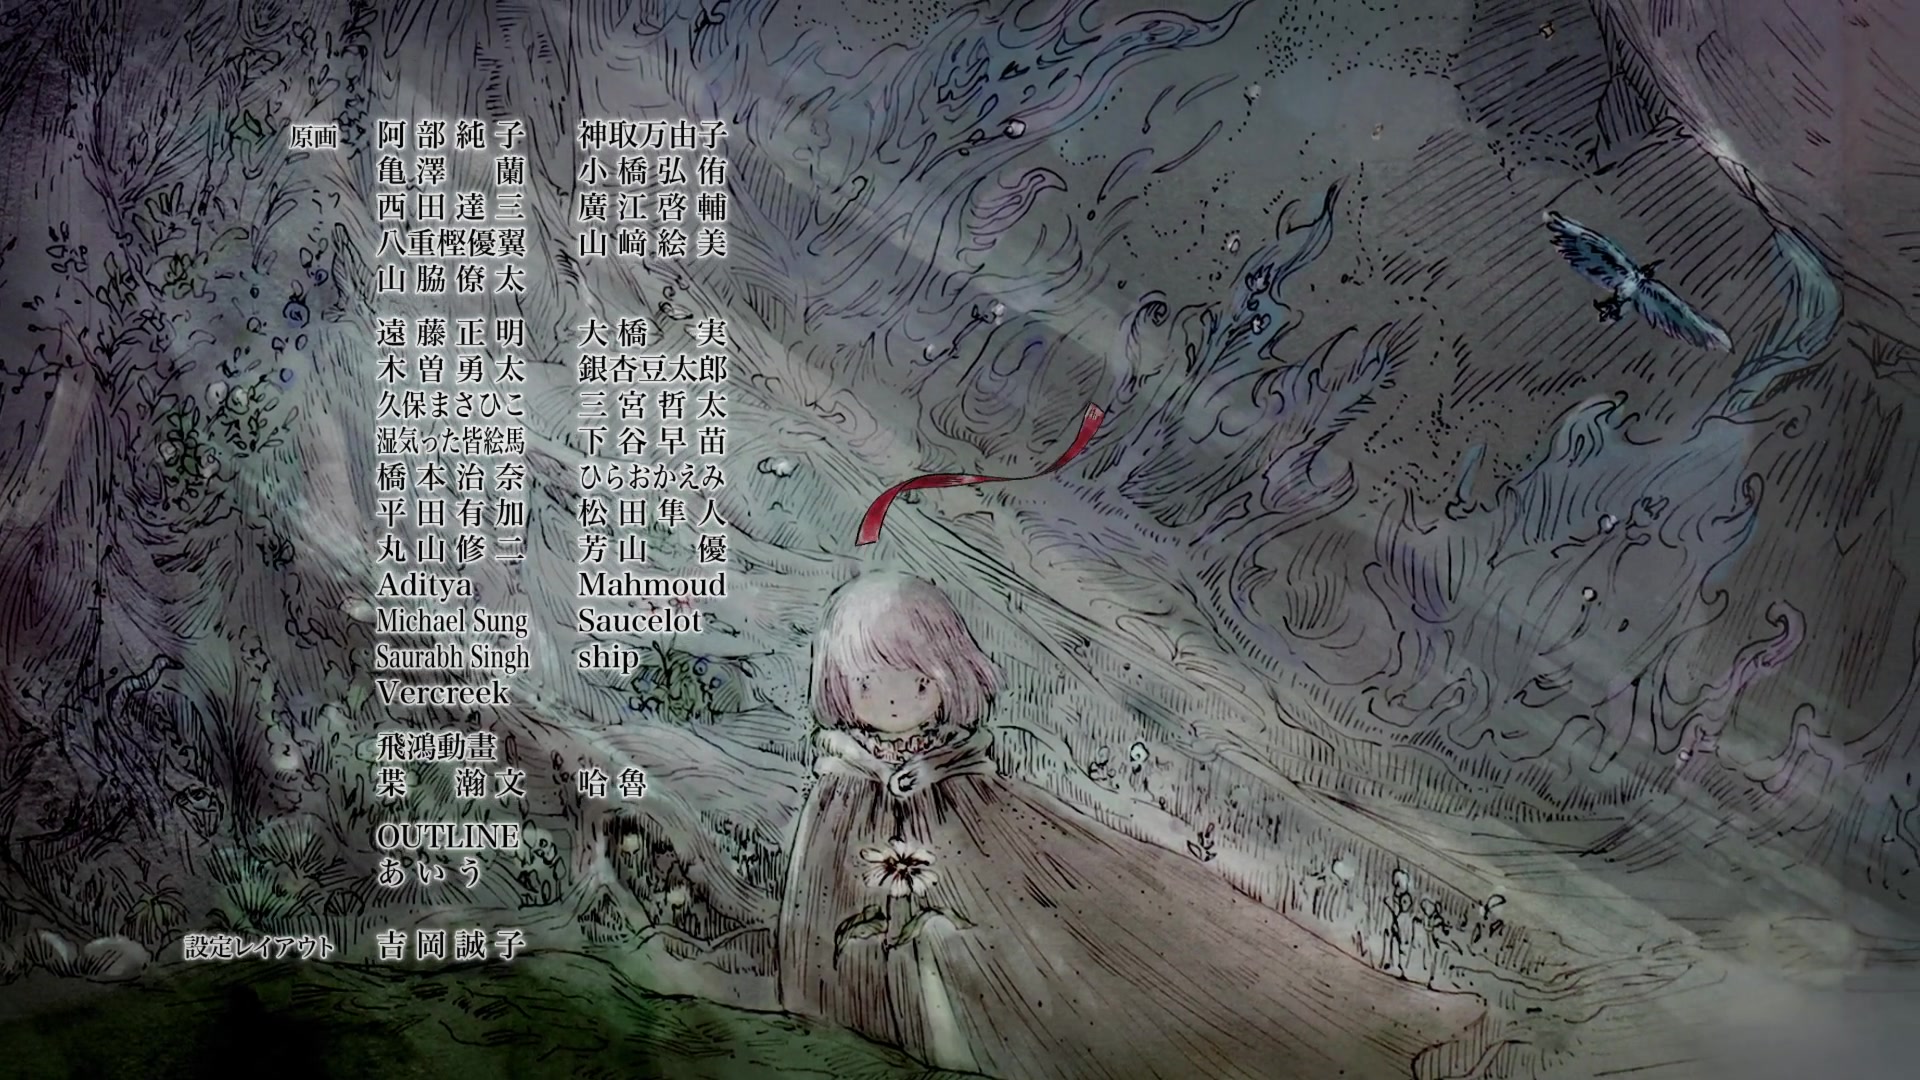 原画 阿部純子 神取万由子
亀澤蘭 小橋弘侑
西田達三 廣江啓輔
八重樫優翼 山﨑絵美
山脇僚太
遠藤正明 大橋実
木曽勇太 銀杏豆太郎
久保まさひこ 三宮哲太
湿気った皆絵馬 下谷早苗
橋本治奈 ひらおかえみ
平田有加 松田隼人
丸山修二 芳山優
Aditya Mahmoud
Michael Sung Saucelot
Saurabh Singh ship
Vercreek
飛鴻動畫
瀚文 哈魯
OUTLINE
あいう
設定レイアウト 吉岡誠子